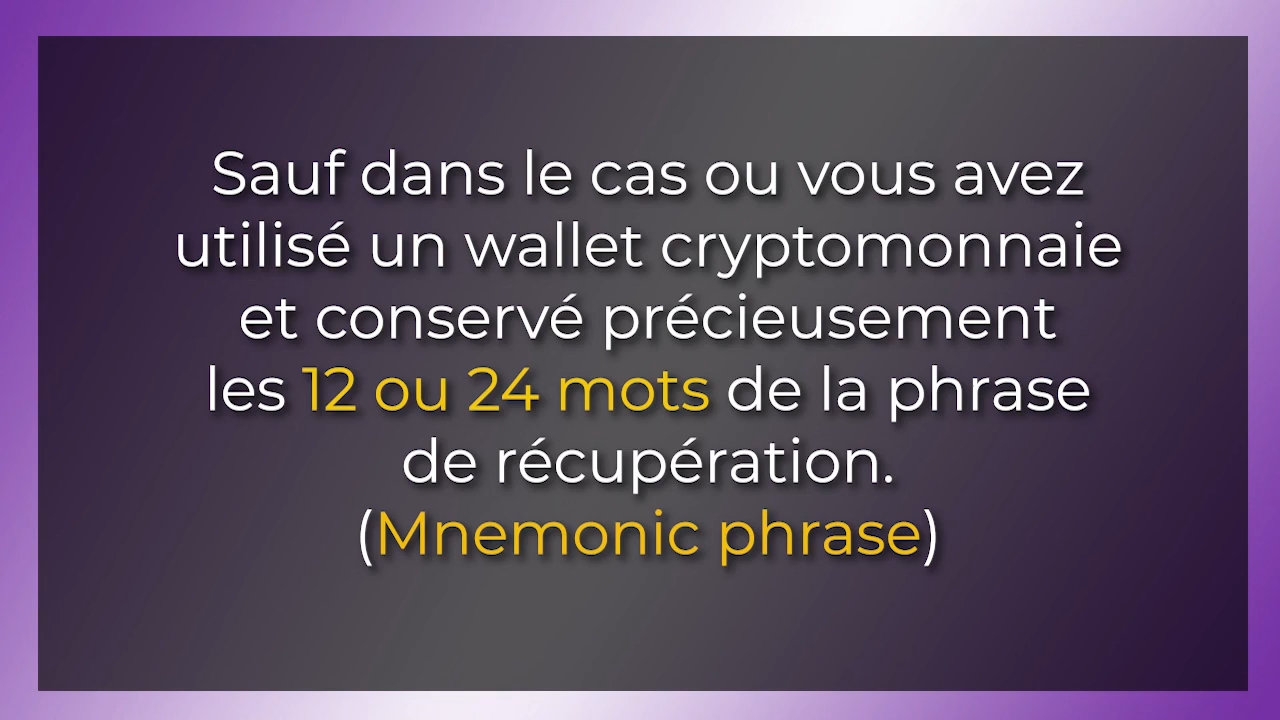 Sauf dans le cas ou vous avez
utilisé un wallet cryptomonnaie
et conservé précieusement
les 12 ou 24 mots de la phrase
de récupération.
(Mnemonic phrase)